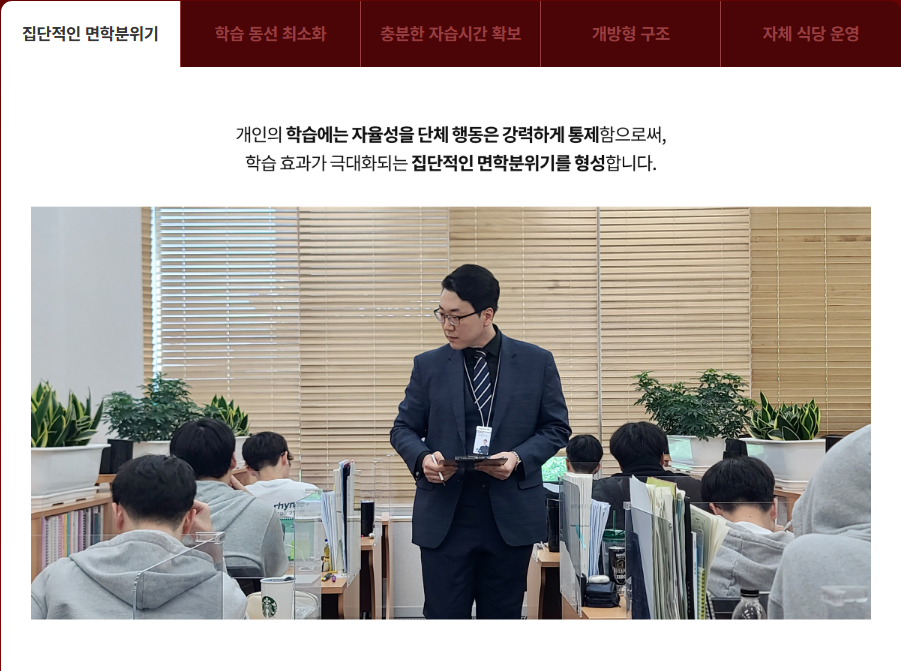 집단적인 면학분위기
학습 동선 최소화
충분한 자습시간 확보
개방형 구조
자체 식당 운영
개인의 학습에는 자율성을 단체 행동은 강력하게 통제함으로써,
학습 효과가 극대화되는 집단적인 면학분위기를 형성합니다.